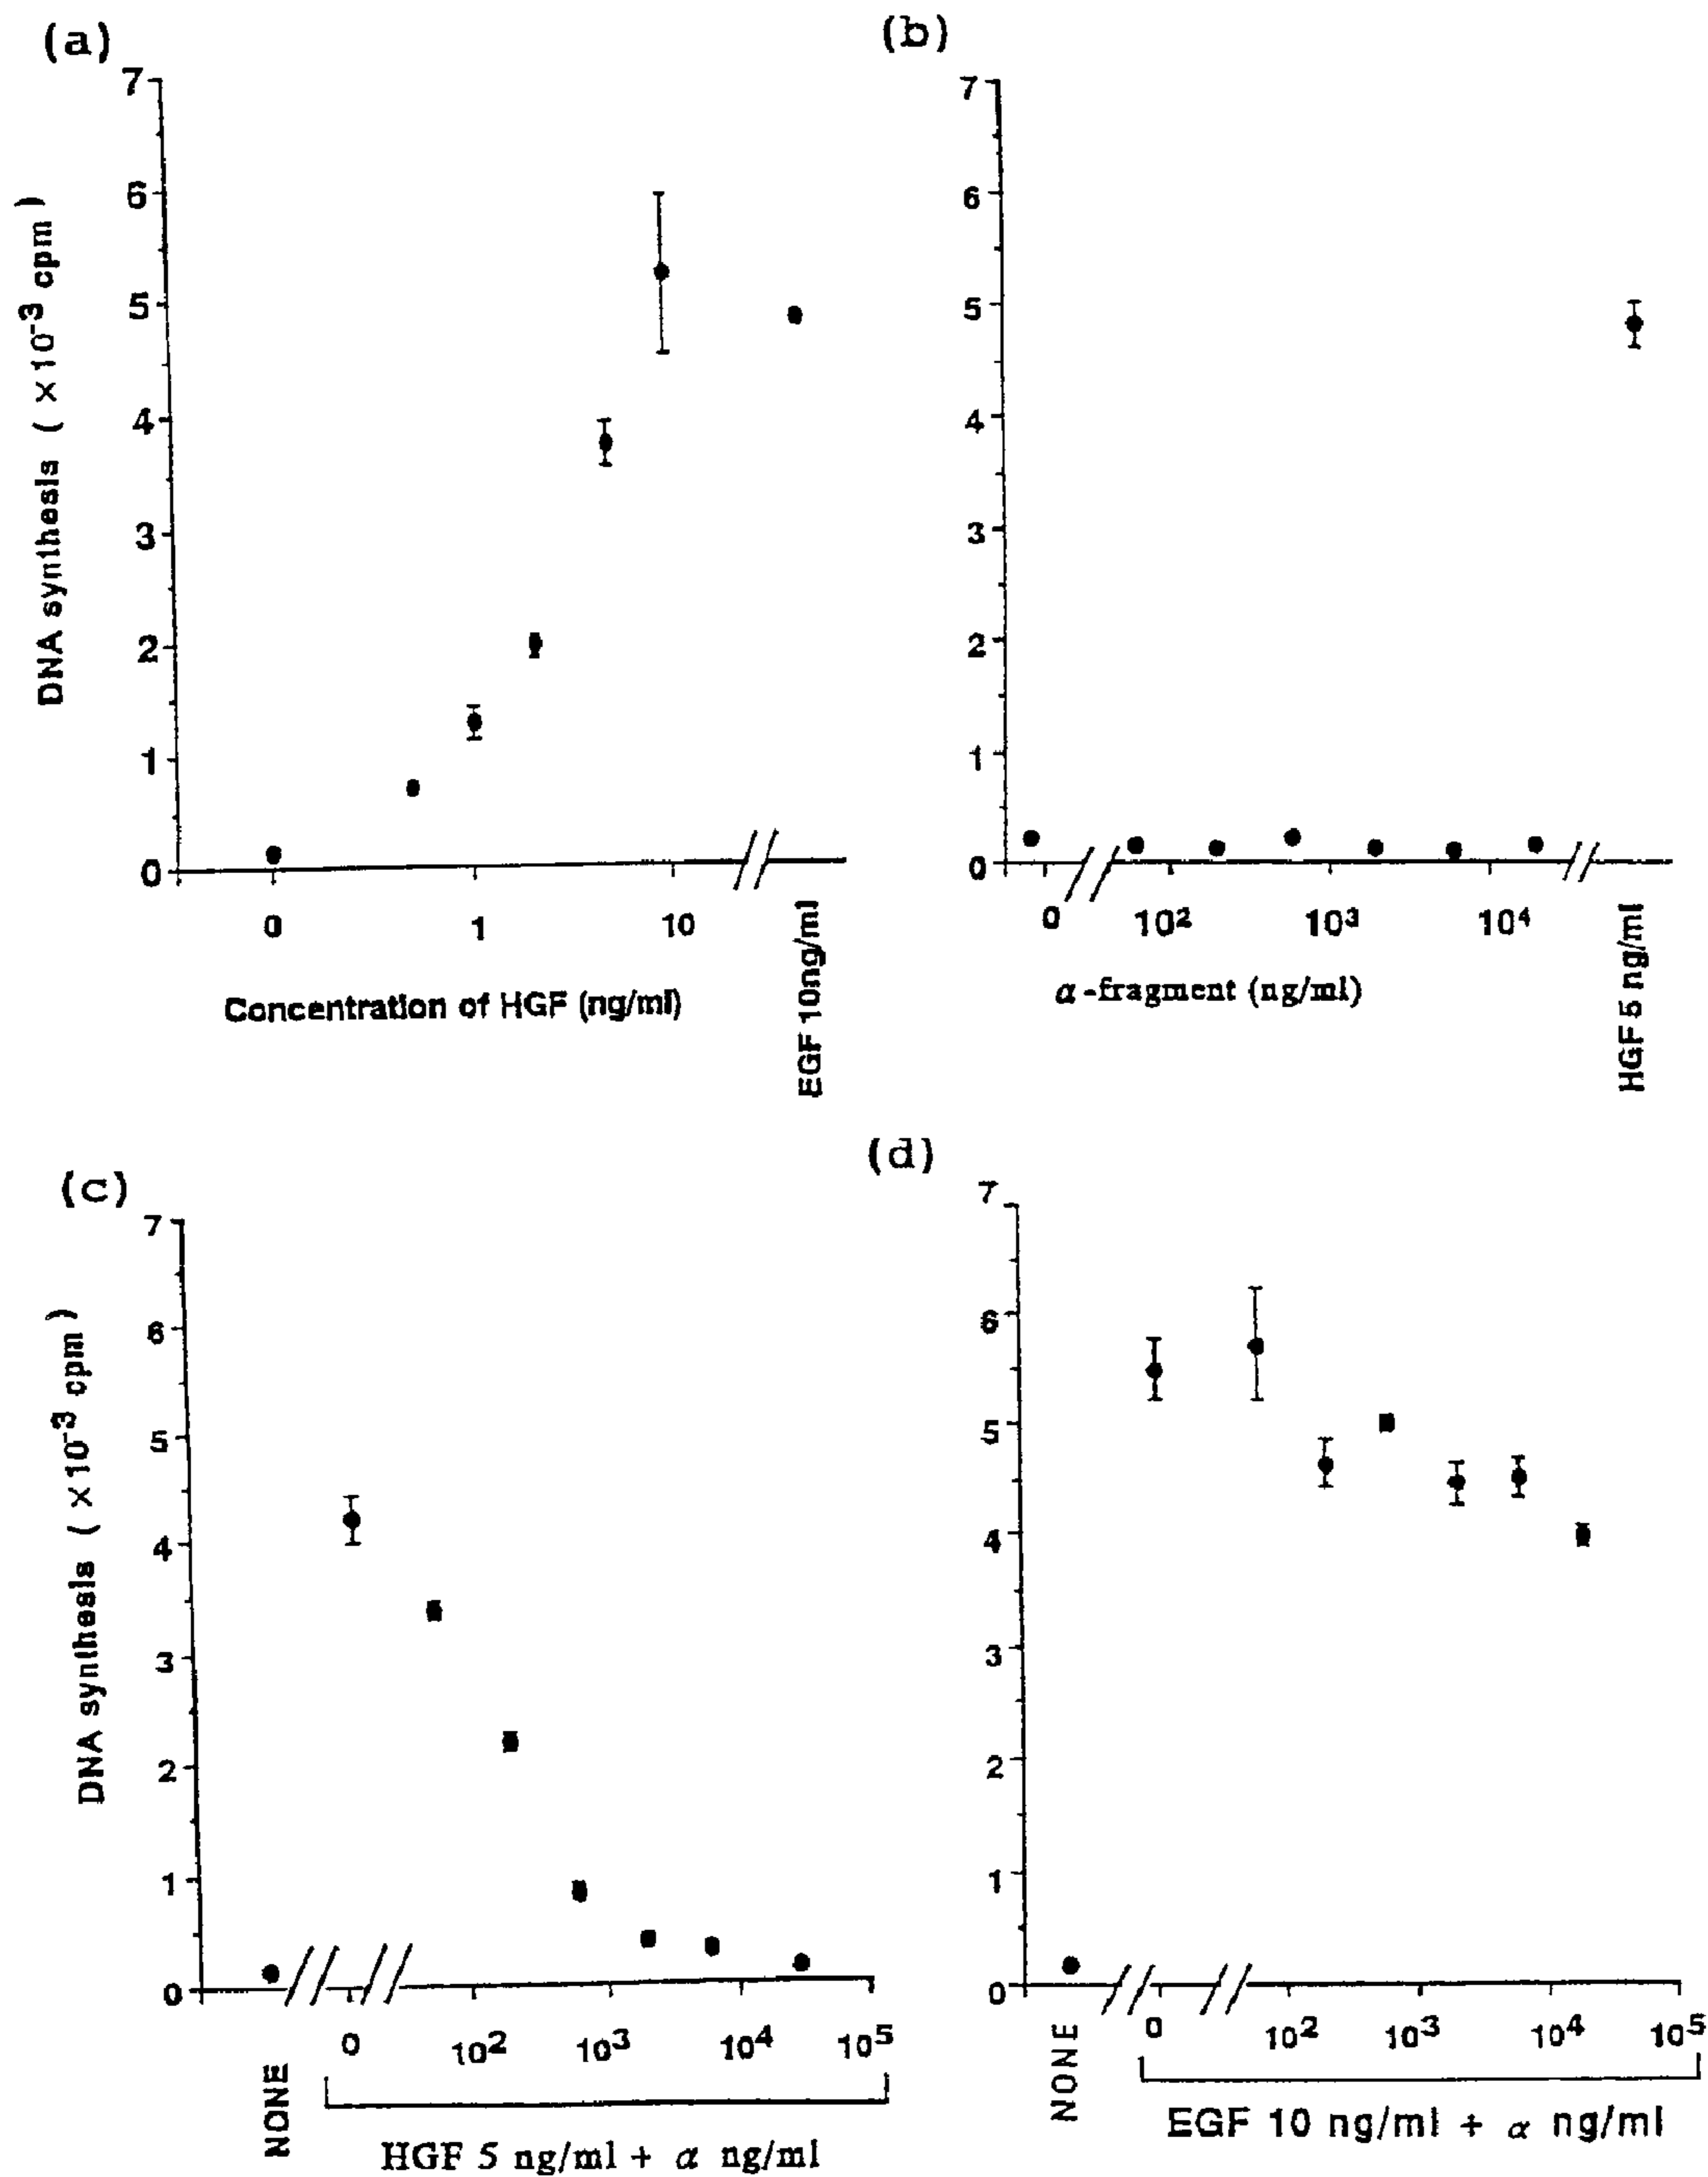 (a)
7
6
5
4
3
2
1
0
DNA synthesis ( ×10⁻³ cpm )
0 1 10
EGF 10ng/ml
Concentration of HGF (ng/ml)
(b)
7
6
5
4
3
2
1
0
0 10² 10³ 10⁴
HGF 5 ng/ml
α-fragment (ng/ml)
(c)
7
6
5
4
3
2
1
0
DNA synthesis ( ×10⁻³ cpm )
NONE
0 10² 10³ 10⁴ 10⁵
HGF 5 ng/ml + α ng/ml
(d)
7
6
5
4
3
2
1
0
NONE
0 10² 10³ 10⁴ 10⁵
EGF 10 ng/ml + α ng/ml